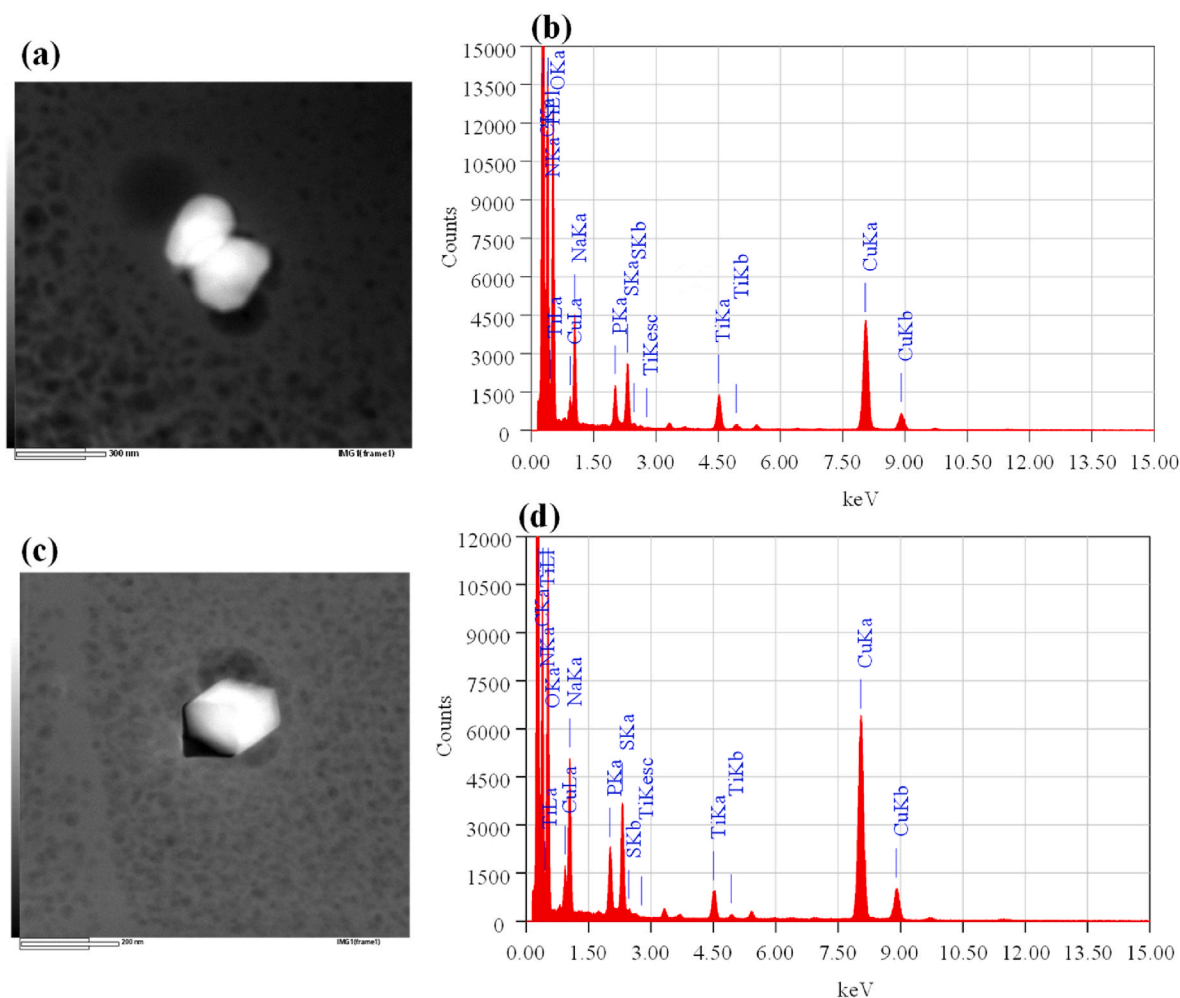 (a)
300 nm
IMG1(frame1)
(b)
Counts
15000
13500
12000
10500
9000
7500
6000
4500
3000
1500
0
NKa
TiLl
OKa
TiLa
CuLa
NaKa
PKa
SKa
SKb
TiKesc
TiKa
TiKb
CuKa
CuKb
0.00 1.50 3.00 4.50 6.00 7.50 9.00 10.50 12.00 13.50 15.00
keV
(c)
200 nm
IMG1(frame1)
(d)
Counts
12000
10500
9000
7500
6000
4500
3000
1500
0
OKa
NKa
CKa
TiLl
TiLa
CuLa
NaKa
PKa
SKa
SKb
TiKesc
TiKa
TiKb
CuKa
CuKb
0.00 1.50 3.00 4.50 6.00 7.50 9.00 10.50 12.00 13.50 15.00
keV